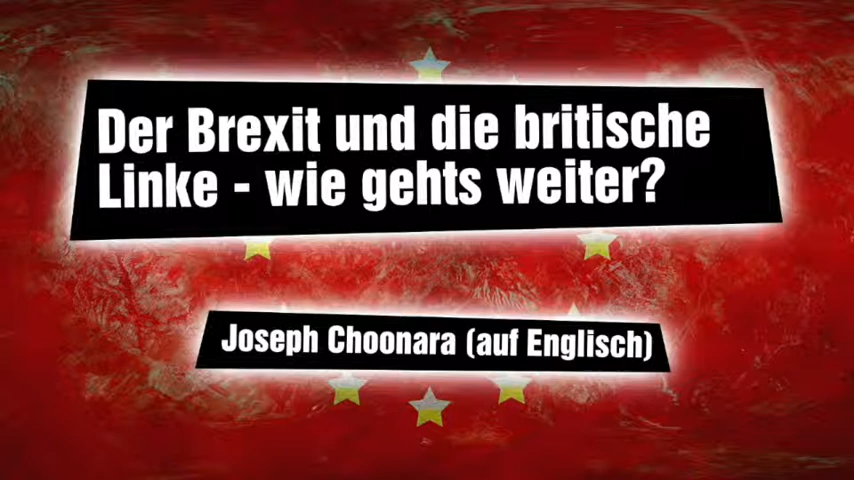 Der Brexit und die britische
Linke - wie gehts weiter?
Joseph Choonara (auf Englisch)